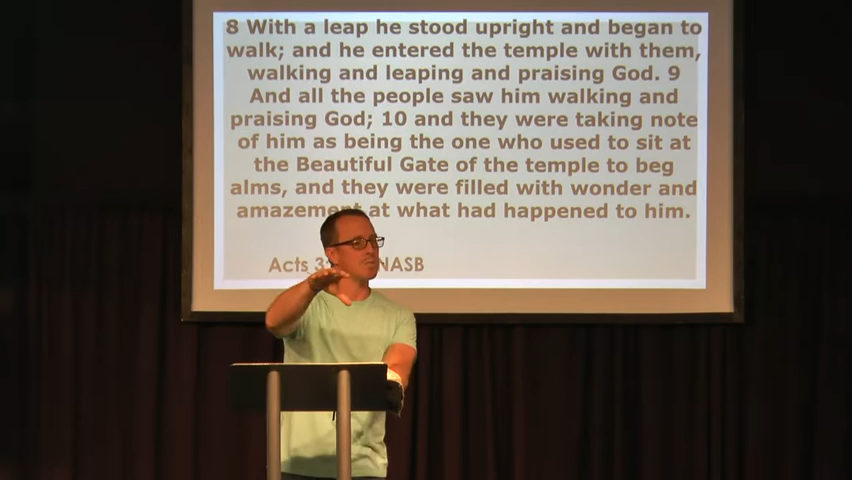 8 With a leap he stood upright and began to
walk; and he entered the temple with them,
walking and leaping and praising God. 9
And all the people saw him walking and
praising God; 10 and they were taking note
of him as being the one who used to sit at
the Beautiful Gate of the temple to beg
alms, and they were filled with wonder and
amazement at what had happened to him.
Acts 3: NASB